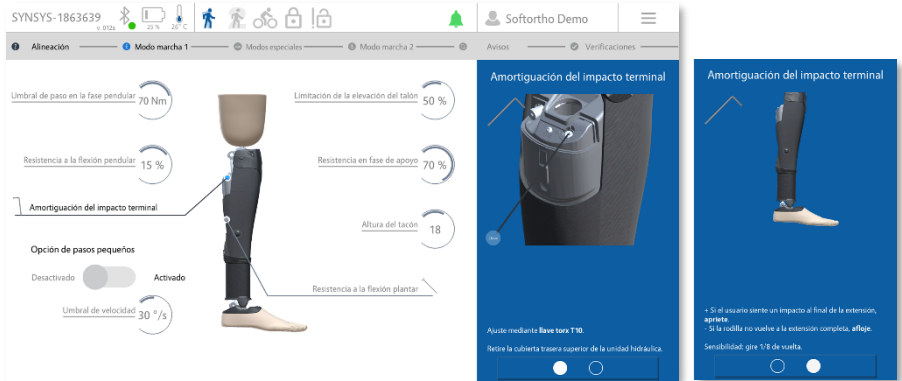 SYNSYS-1863639
v. 012a
25 %
26° C
Softortho Demo
Alineación
Modo marcha 1
Modos especiales
Modo marcha 2
Avisos
Verificaciones
Umbral de paso en la fase pendular
70 Nm
Limitación de la elevación del talón
50 %
Resistencia a la flexión pendular
15 %
Resistencia en fase de apoyo
70 %
Amortiguación del impacto terminal
Altura del tacón
18
Opción de pasos pequeños
Desactivado
Activado
Resistencia a la flexión plantar
Umbral de velocidad
30 °/s
Amortiguación del impacto terminal
Ajuste mediante llave torx T10.
Retire la cubierta trasera superior de la unidad hidráulica.
Amortiguación del impacto terminal
+ Si el usuario siente un impacto al final de la extensión,
apriete.
- Si la rodilla no vuelve a la extensión completa, afloje.
Sensibilidad: gire 1/8 de vuelta.